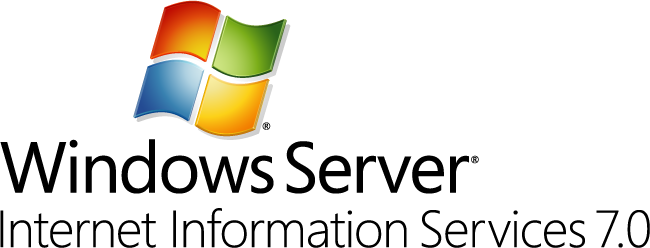 ®
Windows Server®
Internet Information Services 7.0